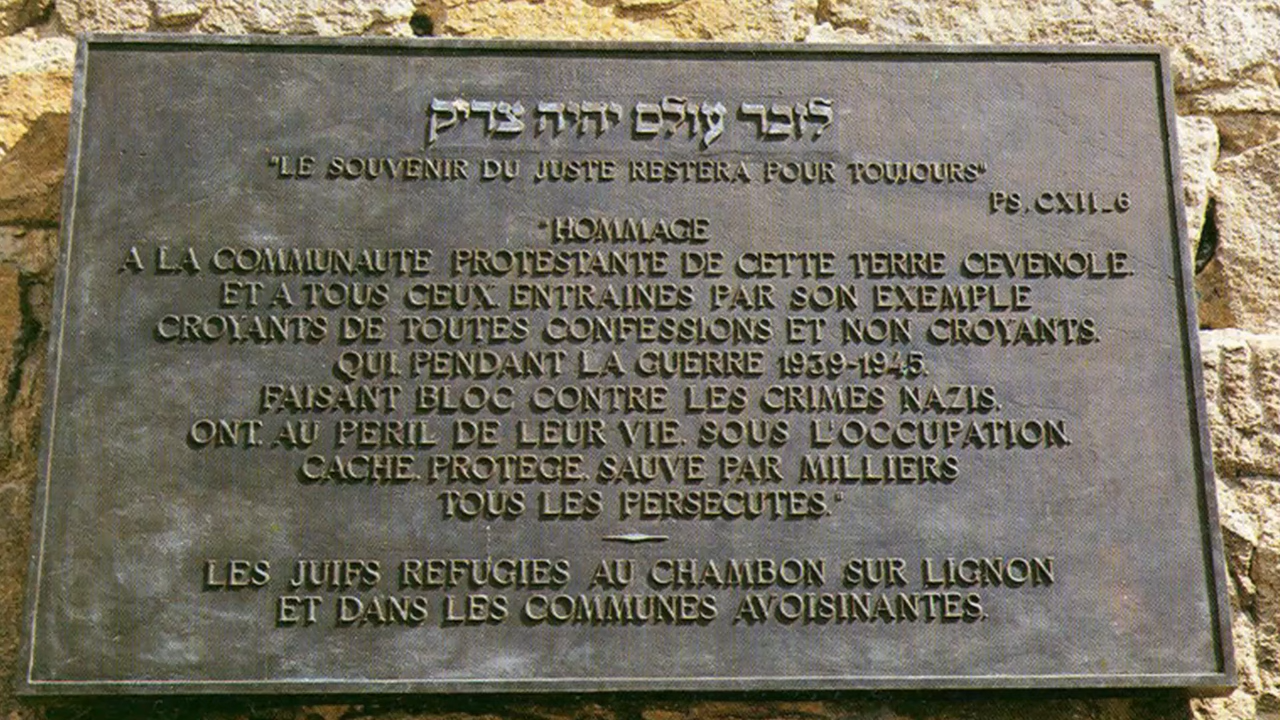 לזכר עולם יהיה צדיק
"LE SOUVENIR DU JUSTE RESTERA POUR TOUJOURS"
PS. CXII_6
"HOMMAGE
A LA COMMUNAUTE PROTESTANTE DE CETTE TERRE CEVENOLE.
ET A TOUS CEUX. ENTRAINES PAR SON EXEMPLE
CROYANTS DE TOUTES CONFESSIONS ET NON CROYANTS.
QUI. PENDANT LA GUERRE 1939-1945.
FAISANT BLOC CONTRE LES CRIMES NAZIS.
ONT. AU PERIL DE LEUR VIE. SOUS L'OCCUPATION.
CACHE. PROTEGE. SAUVE PAR MILLIERS
TOUS LES PERSECUTES."
LES JUIFS REFUGIES AU CHAMBON SUR LIGNON
ET DANS LES COMMUNES AVOISINANTES.